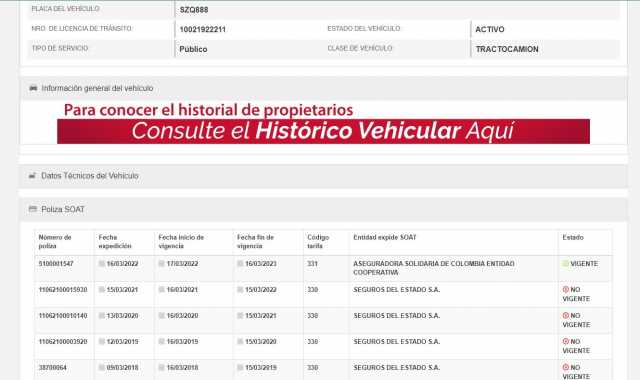 PLACA DEL VEHÍCULO: SZQ888
NRO. DE LICENCIA DE TRÁNSITO: 10021922211 ESTADO DEL VEHÍCULO: ACTIVO
TIPO DE SERVICIO: Público CLASE DE VEHÍCULO: TRACTOCAMION
Información general del vehículo
Para conocer el historial de propietarios
Consulte el Histórico Vehicular Aquí
Datos Técnicos del Vehículo
Poliza SOAT
Número de poliza Fecha expedición Fecha inicio de vigencia Fecha fin de vigencia Código tarifa Entidad expide SOAT Estado
5100001547 16/03/2022 17/03/2022 16/03/2023 331 ASEGURADORA SOLIDARIA DE COLOMBIA ENTIDAD COOPERATIVA VIGENTE
11062100015930 15/03/2021 16/03/2021 15/03/2022 330 SEGUROS DEL ESTADO S.A. NO VIGENTE
11062100010140 13/03/2020 16/03/2020 15/03/2021 330 SEGUROS DEL ESTADO S.A. NO VIGENTE
11062100003920 12/03/2019 16/03/2019 15/03/2020 330 SEGUROS DEL ESTADO S.A. NO VIGENTE
38700064 09/03/2018 16/03/2018 15/03/2019 330 SEGUROS DEL ESTADO S.A. NO VIGENTE